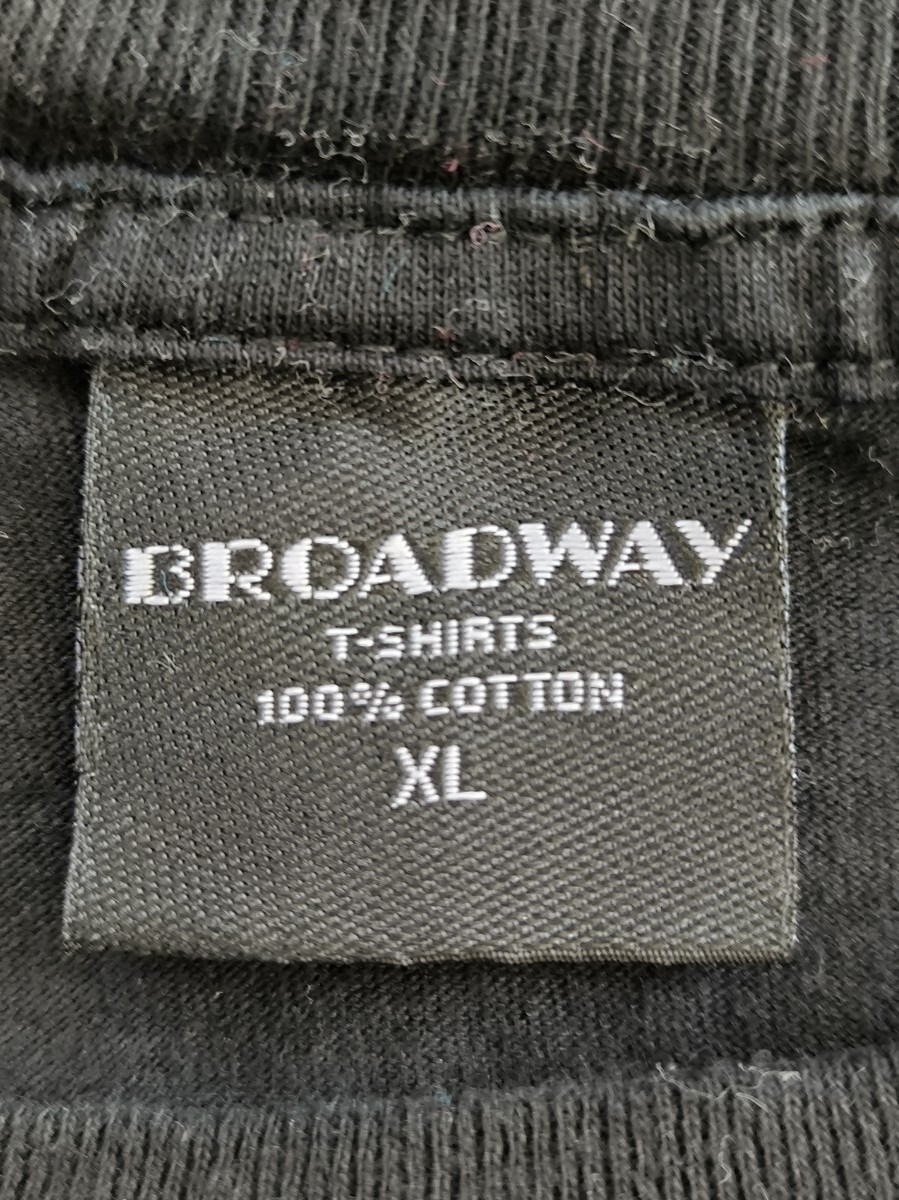 BROADWAY
T-SHIRTS
100% COTTON
XL